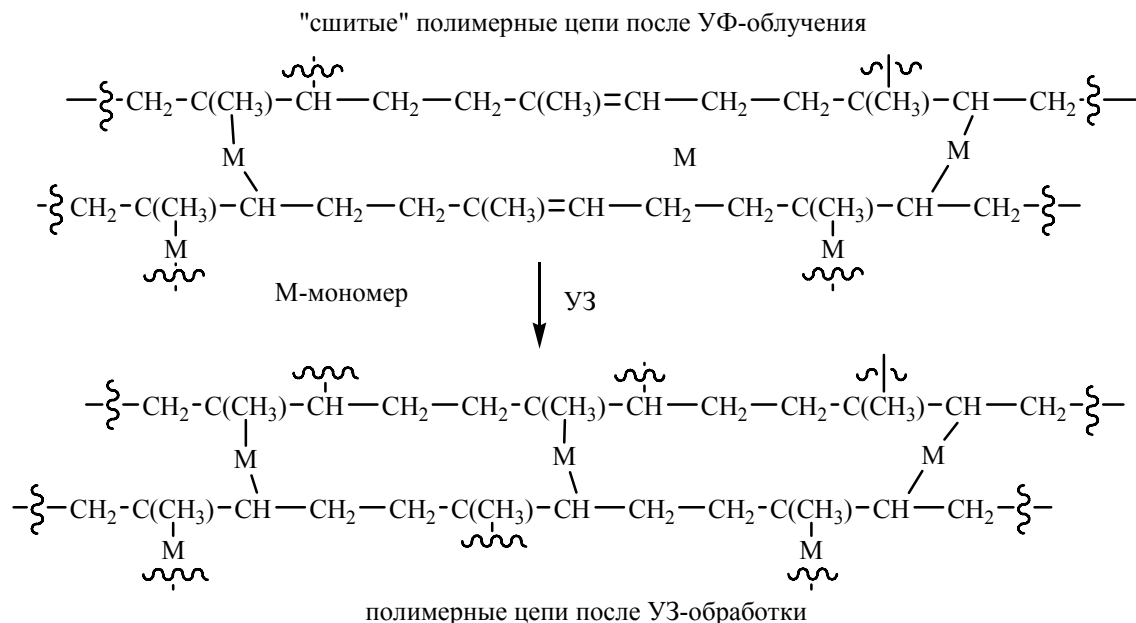 "сшитые" полимерные цепи после УФ-облучения
CH2-C(CH3)-CH—CH2—CH2-C(CH3)=CH—CH2—CH2-C(CH3)-CH—CH2
M M M
CH2-C(CH3)-CH—CH2—CH2-C(CH3)=CH—CH2—CH2-C(CH3)-CH—CH2
M M
М-мономер УЗ
CH2-C(CH3)-CH—CH2—CH2-C(CH3)-CH—CH2—CH2-C(CH3)-CH—CH2
M M M
CH2-C(CH3)-CH—CH2—CH2-C(CH3)-CH—CH2—CH2-C(CH3)-CH—CH2
M M
полимерные цепи после УЗ-обработки